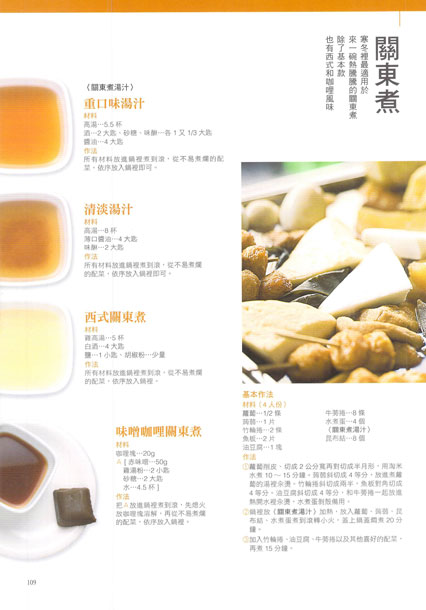 關東煮
寒冬裡最適用於
來一碗熱騰騰的關東煮
除了基本款
也有西式和咖哩風味
〈關東煮湯汁〉
重口味湯汁
材料
高湯…5.5 杯
酒…2 大匙、砂糖、味醂…各 1 又 1/3 大匙
醬油…4 大匙
作法
所有材料放進鍋裡煮到滾，從不易煮爛的配
菜，依序放入鍋裡即可。
清淡湯汁
材料
高湯…8 杯
薄口醬油…4 大匙
味醂…2 大匙
作法
所有材料放進鍋裡煮到滾，從不易煮爛
的配菜，依序放入鍋裡即可。
西式關東煮
材料
雞高湯…5 杯
白酒…4 大匙
鹽…1 小匙、胡椒粉…少量
作法
所有材料放進鍋裡煮到滾，從不易煮爛
的配菜，依序放入鍋裡。
味噌咖哩關東煮
材料
咖哩塊…20g
A [ 赤味噌…50g
雞湯粉…2 小匙
砂糖…2 大匙
水…4.5 杯 ]
作法
把 A 放進鍋裡煮到滾，先熄火
放咖哩塊溶解，再從不易煮爛
的配菜，依序放入鍋裡。
基本作法
材料（4 人份）
蘿蔔…1/2 條
蒟蒻…1 片
竹輪捲…2 條
魚板…2 片
油豆腐…1 塊
牛蒡捲…8 條
水煮蛋…4 個
〈關東煮湯汁〉
昆布結…8 個
①蘿蔔削皮，切成 2 公分寬再對切成半月形，用淘米
水煮 10 ～ 15 分鐘。蒟蒻斜切成 4 等分，放進煮蘿
蔔的湯裡汆燙。竹輪捲斜切成兩半，魚板對角切成
4 等分，油豆腐斜切成 4 等分，和牛蒡捲一起放進
熱開水裡汆燙，水煮蛋剝殼備用。
②鍋裡放〈關東煮湯汁〉加熱，放入蘿蔔、蒟蒻、昆
布結、水煮蛋煮到滾轉小火，蓋上鍋蓋燜煮 20 分
鐘。
③加入竹輪捲、油豆腐、牛蒡捲以及其他喜好的配菜，
再煮 15 分鐘。
109